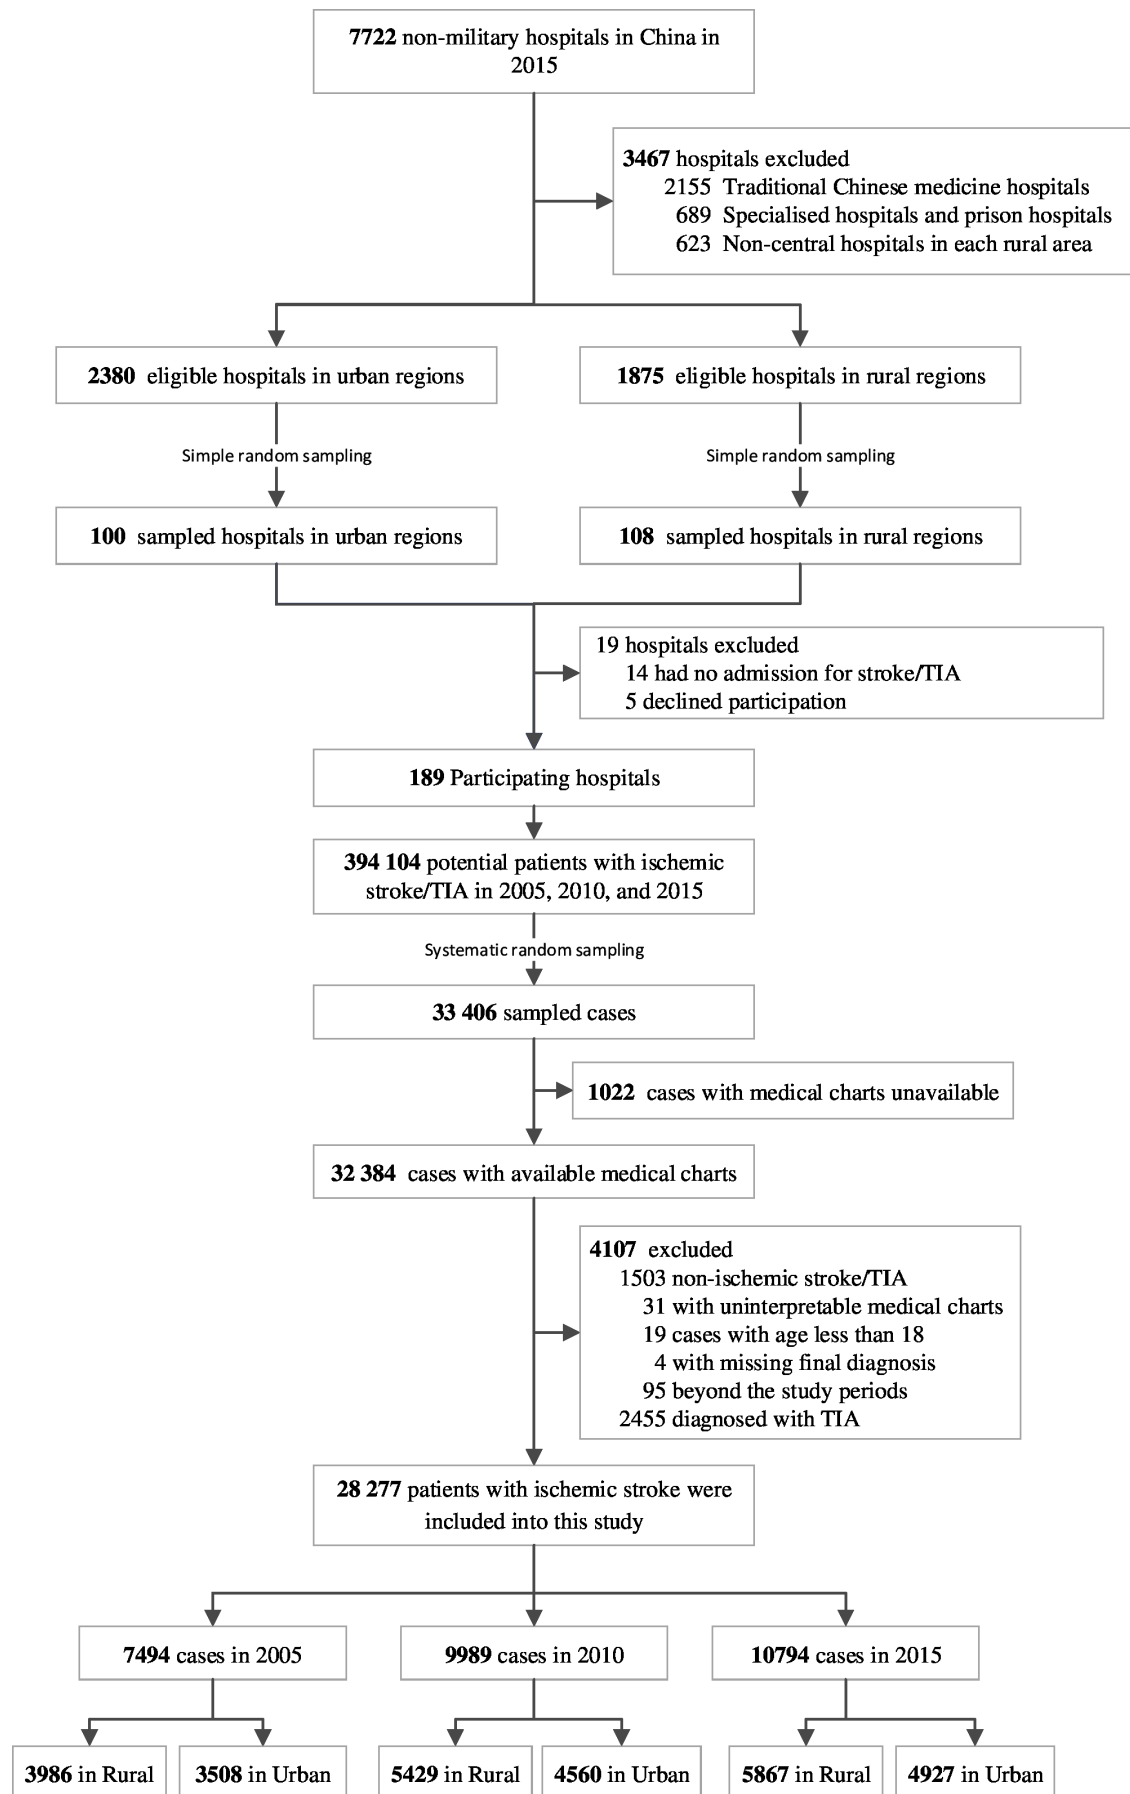 7722 non-military hospitals in China in
2015
3467 hospitals excluded
2155 Traditional Chinese medicine hospitals
689 Specialised hospitals and prison hospitals
623 Non-central hospitals in each rural area
2380 eligible hospitals in urban regions
1875 eligible hospitals in rural regions
Simple random sampling
Simple random sampling
100 sampled hospitals in urban regions
108 sampled hospitals in rural regions
19 hospitals excluded
14 had no admission for stroke/TIA
5 declined participation
189 Participating hospitals
394 104 potential patients with ischemic
stroke/TIA in 2005, 2010, and 2015
Systematic random sampling
33 406 sampled cases
1022 cases with medical charts unavailable
32 384 cases with available medical charts
4107 excluded
1503 non-ischemic stroke/TIA
31 with uninterpretable medical charts
19 cases with age less than 18
4 with missing final diagnosis
95 beyond the study periods
2455 diagnosed with TIA
28 277 patients with ischemic stroke were
included into this study
7494 cases in 2005
9989 cases in 2010
10794 cases in 2015
3986 in Rural
3508 in Urban
5429 in Rural
4560 in Urban
5867 in Rural
4927 in Urban